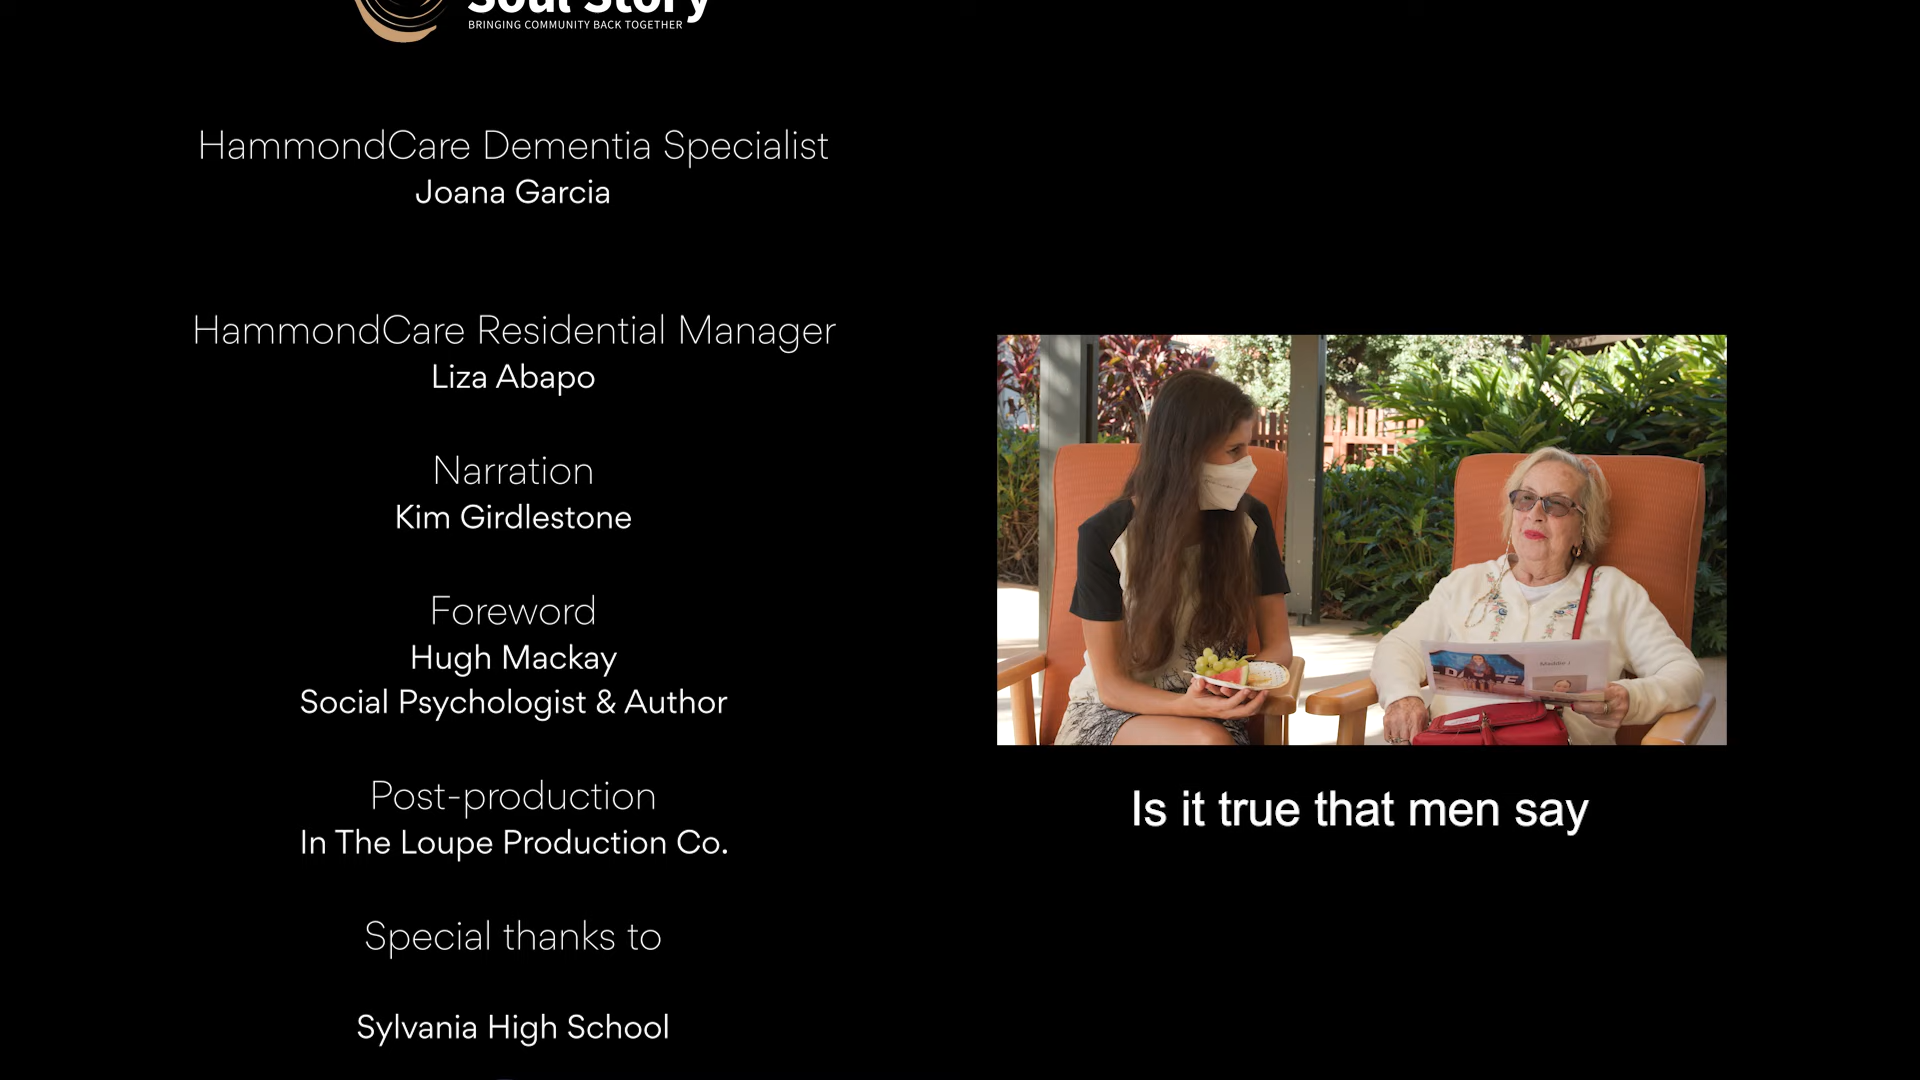 Soul Story
BRINGING COMMUNITY BACK TOGETHER
HammondCare Dementia Specialist
Joana Garcia
HammondCare Residential Manager
Liza Abapo
Narration
Kim Girdlestone
Foreword
Hugh Mackay
Social Psychologist & Author
Post-production
In The Loupe Production Co.
Special thanks to
Sylvania High School
Is it true that men say